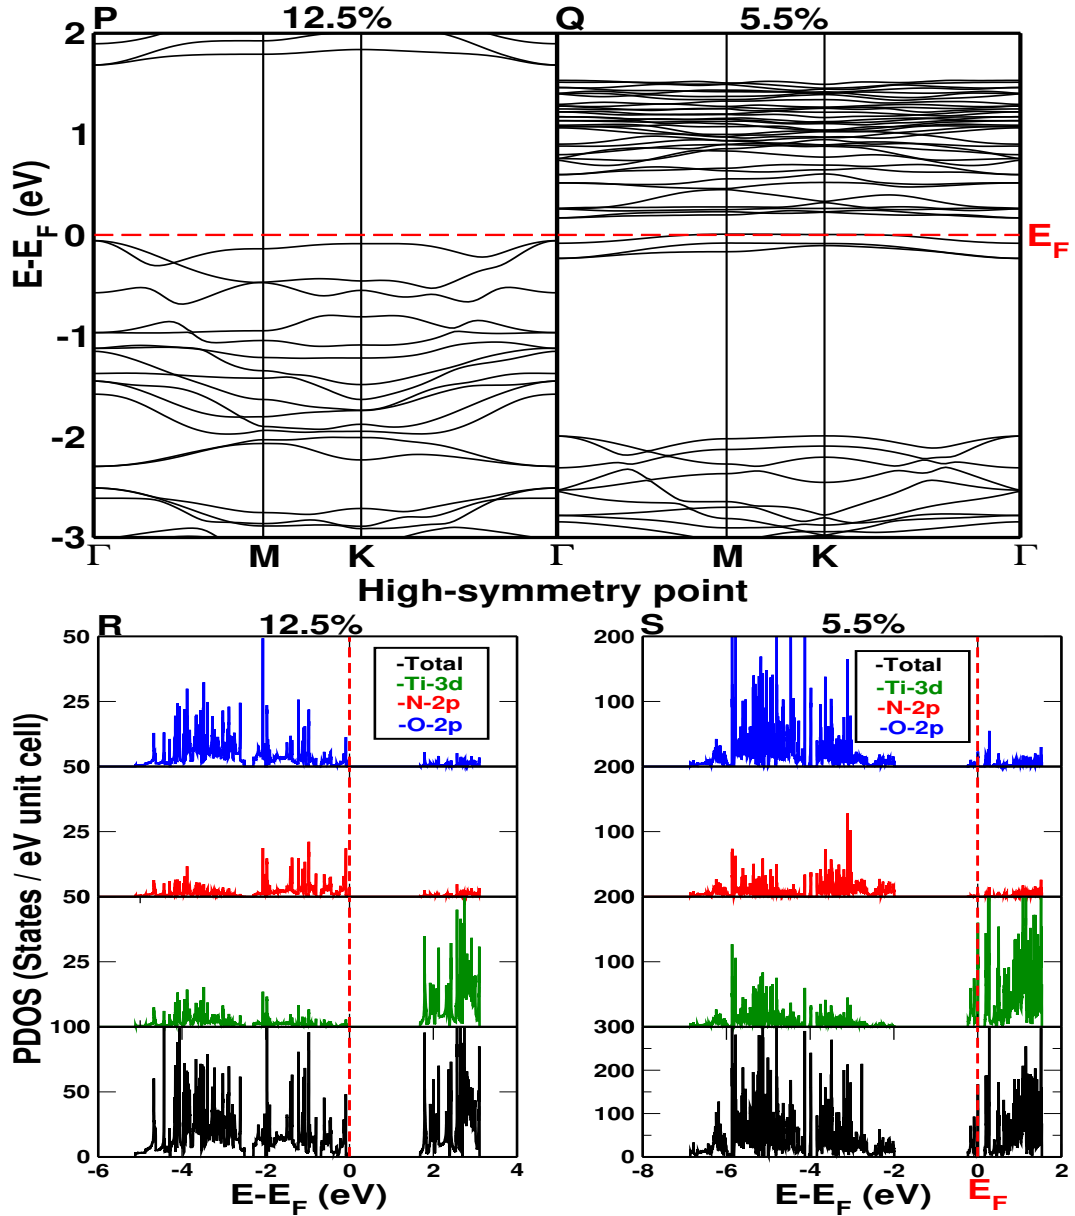 P 12.5% Q 5.5%
2
1
0
-1
-2
-3
E-E_F (eV)
E_F
Γ M K Γ M K Γ
High-symmetry point
R 12.5% S 5.5%
50 200
-Total -Total
-Ti-3d -Ti-3d
-N-2p -N-2p
-O-2p -O-2p
25 100
50 200
25 100
50 200
25 100
100 300
200
50 100
0 0
PDOS (States / eV unit cell)
-6 -4 -2 0 2 4 -8 -6 -4 -2 0 2
E-E_F (eV) E-E_F (eV) E_F